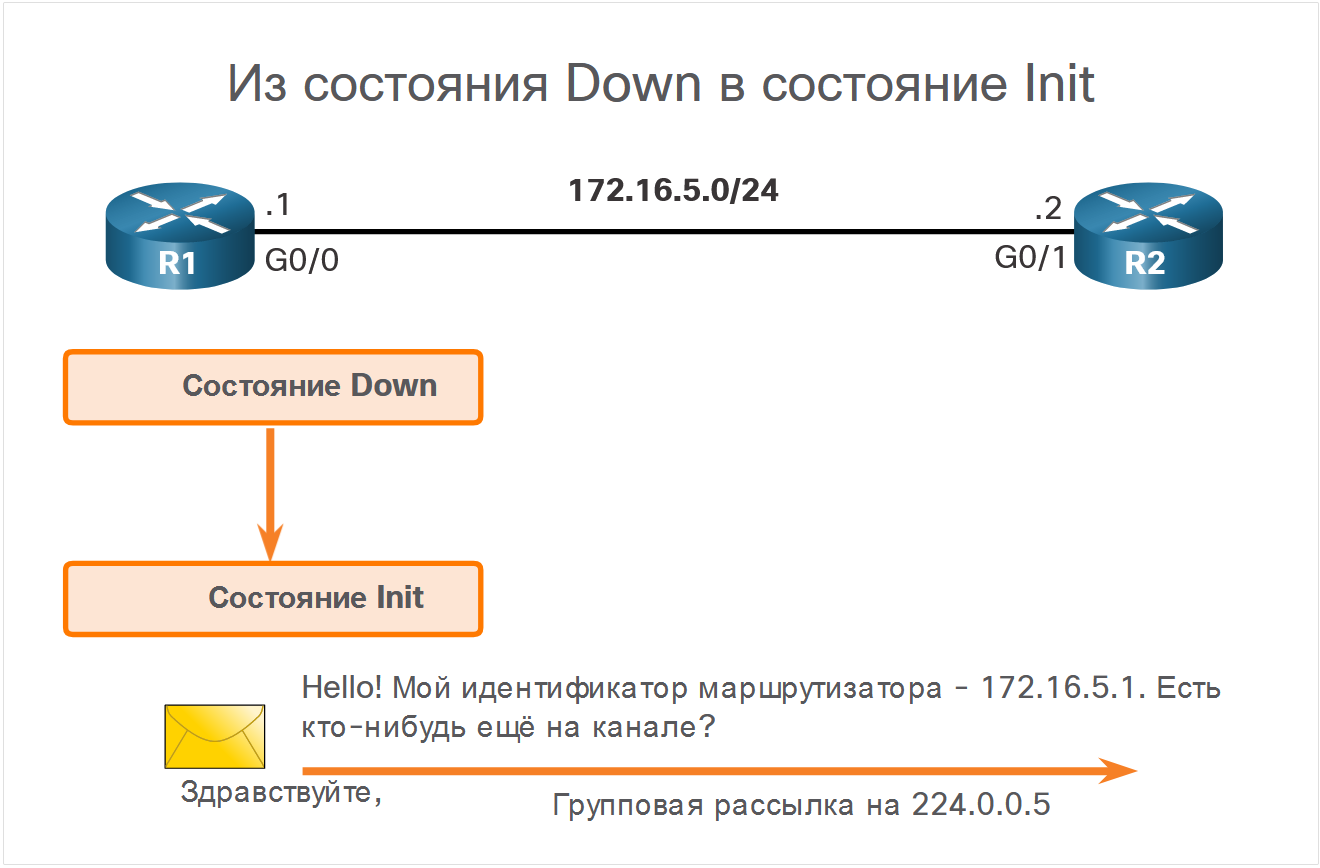 Из состояния Down в состояние Init
172.16.5.0/24
.1
.2
G0/0
G0/1
R1
R2
Состояние Down
Состояние Init
Hello! Мой идентификатор маршрутизатора - 172.16.5.1. Есть
кто-нибудь ещё на канале?
Здравствуйте,
Групповая рассылка на 224.0.0.5